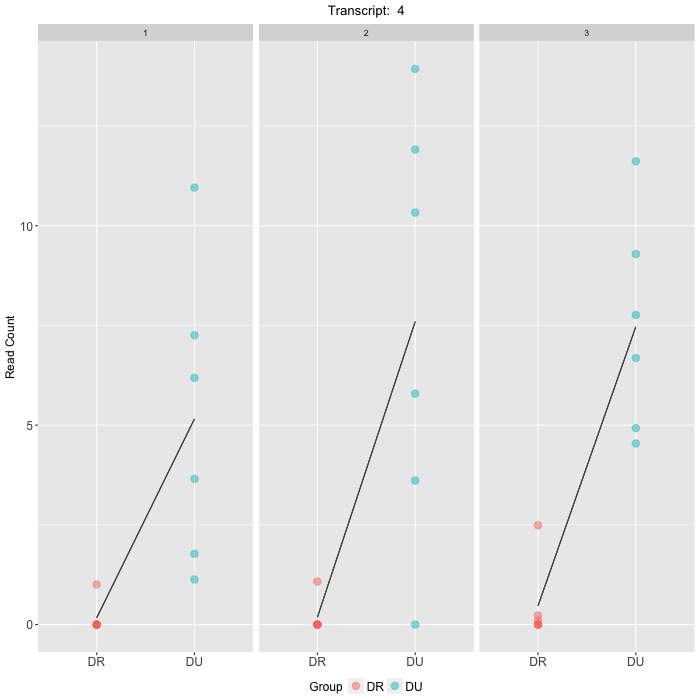 Transcript: 4
1 2 3
10
5
0
Read Count
DR DU DR DU DR DU
Group DR DU